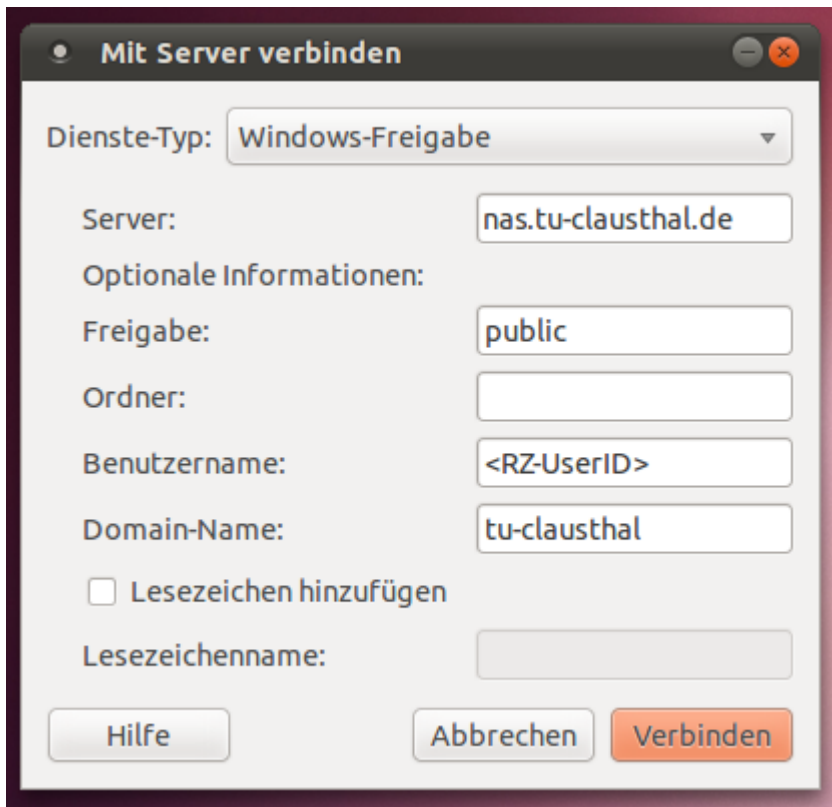 Mit Server verbinden
Dienste-Typ: Windows-Freigabe
Server: nas.tu-clausthal.de
Optionale Informationen:
Freigabe: public
Ordner:
Benutzername: <RZ-UserID>
Domain-Name: tu-clausthal
Lesezeichen hinzufügen
Lesezeichenname:
Hilfe Abbrechen Verbinden